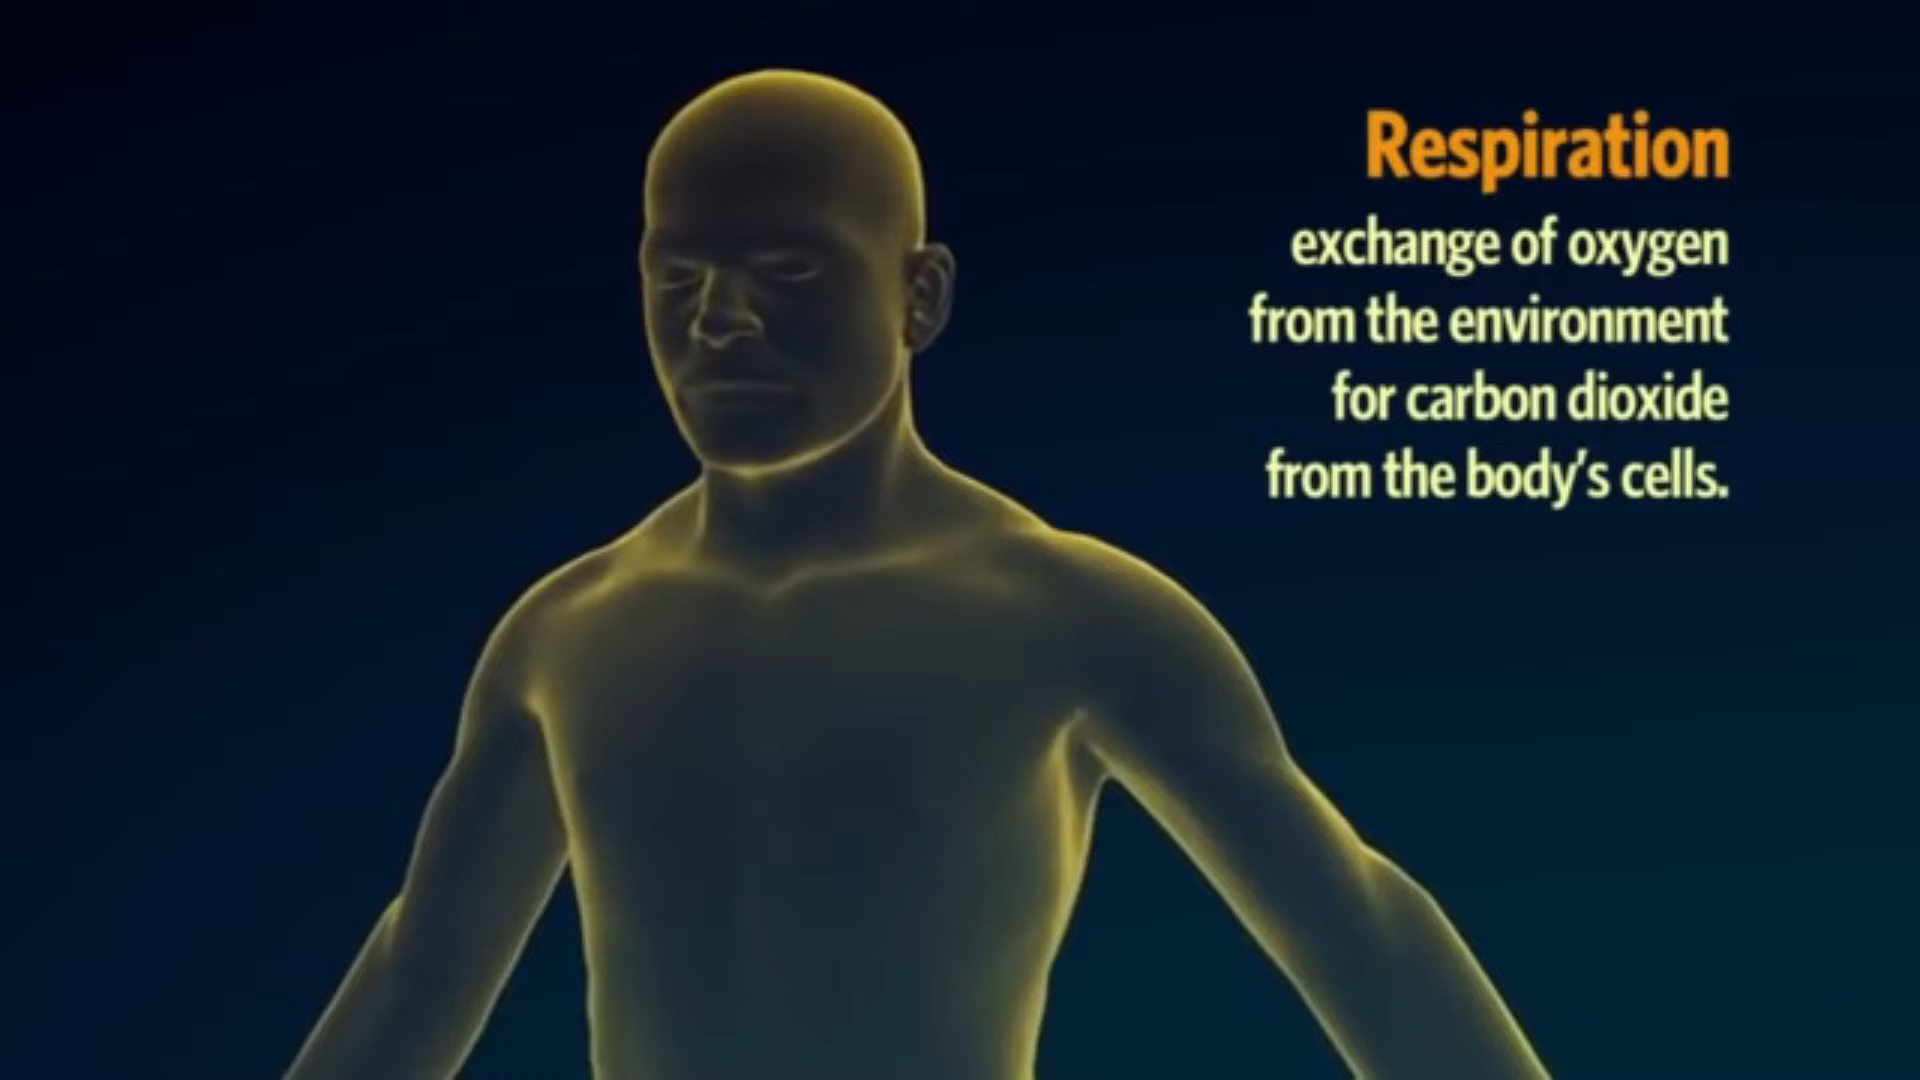 Respiration
exchange of oxygen
from the environment
for carbon dioxide
from the body's cells.